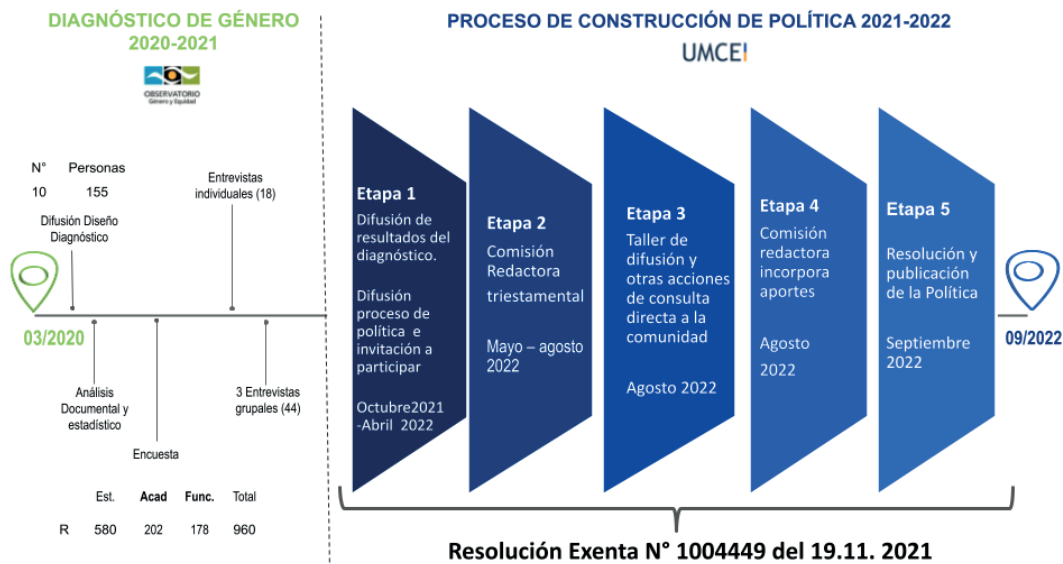 DIAGNÓSTICO DE GÉNERO
2020-2021
OBSERVATORIO
Género y Equidad
N° Personas
10 155
Difusión Diseño
Diagnóstico
Entrevistas
individuales (18)
03/2020
Análisis
Documental y
estadístico
Encuesta
3 Entrevistas
grupales (44)
Est. Acad Func. Total
R 580 202 178 960
PROCESO DE CONSTRUCCIÓN DE POLÍTICA 2021-2022
UMCE
Etapa 1
Difusión de
resultados del
diagnóstico.
Difusión
proceso de
política e
invitación a
participar
Octubre2021
-Abril 2022
Etapa 2
Comisión
Redactora
triestamental
Mayo – agosto
2022
Etapa 3
Taller de
difusión y
otras acciones
de consulta
directa a la
comunidad
Agosto 2022
Etapa 4
Comisión
redactora
incorpora
aportes
Agosto
2022
Etapa 5
Resolución y
publicación
de la Política
Septiembre
2022
09/2022
Resolución Exenta N° 1004449 del 19.11. 2021